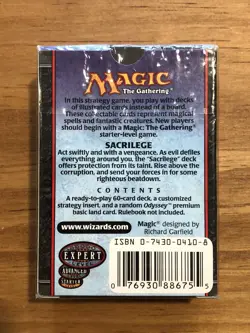 MAGIC
The Gathering®
In this strategy game, you play with decks
of illustrated cards instead of a board.
These collectable cards represent magical
spells and fantastic creatures. New players
should begin with a Magic: The Gathering®
starter-level game.
SACRILEGE
Act swiftly and with a vengeance. As evil defiles
everything around you, the "Sacrilege" deck
offers protection from its taint. Rise above the
corruption, and send your forces in for some
righteous beatdown.
CONTENTS
A ready-to-play 60-card deck, a customized
strategy insert, and a random Odyssey™ premium
basic land card. Rulebook not included.
www.wizards.com
Magic® designed by
Richard Garfield
ISBN 0-7430-0410-8
0 76930 88675 5
EXPERT
LEVEL
ADVANCED
STARTER